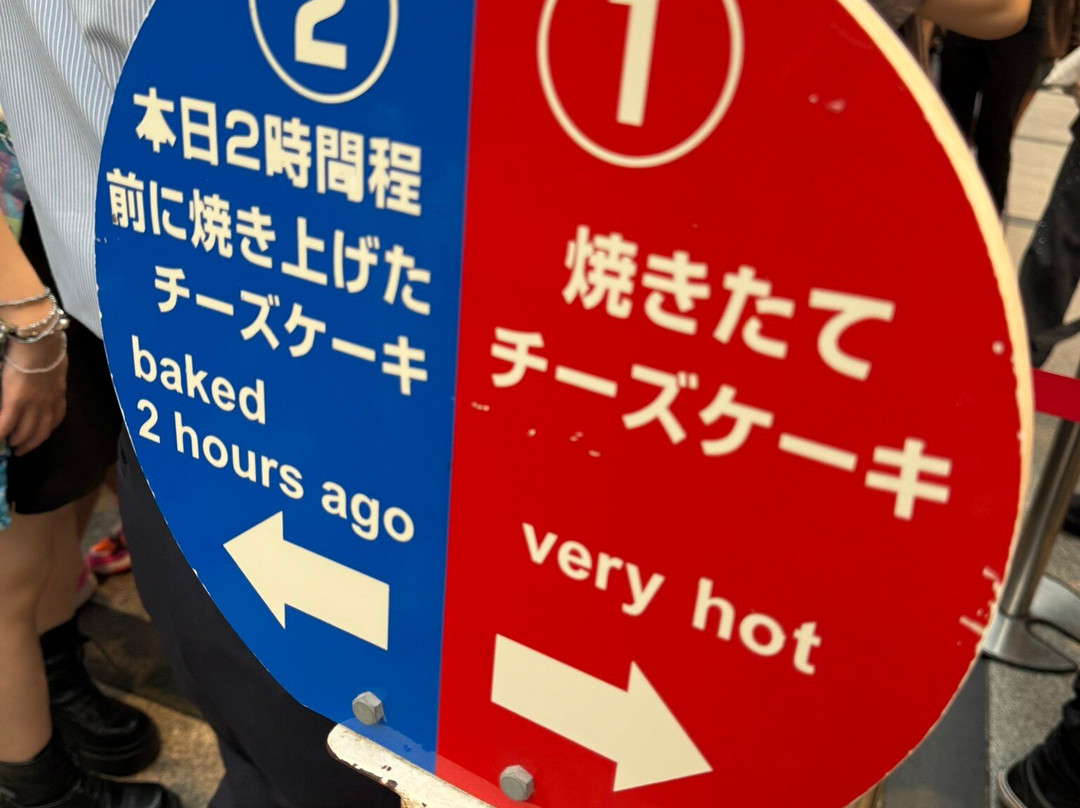 2
本日2時間程
前に焼き上げた
チーズケーキ
baked
2 hours ago
1
焼きたて
チーズケーキ
very hot